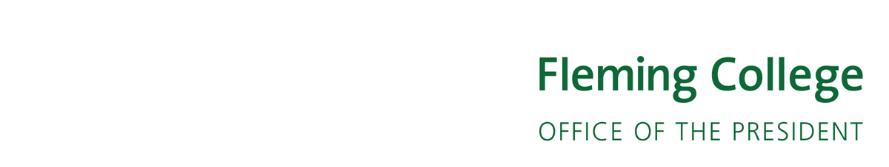 Fleming College
OFFICE OF THE PRESIDENT